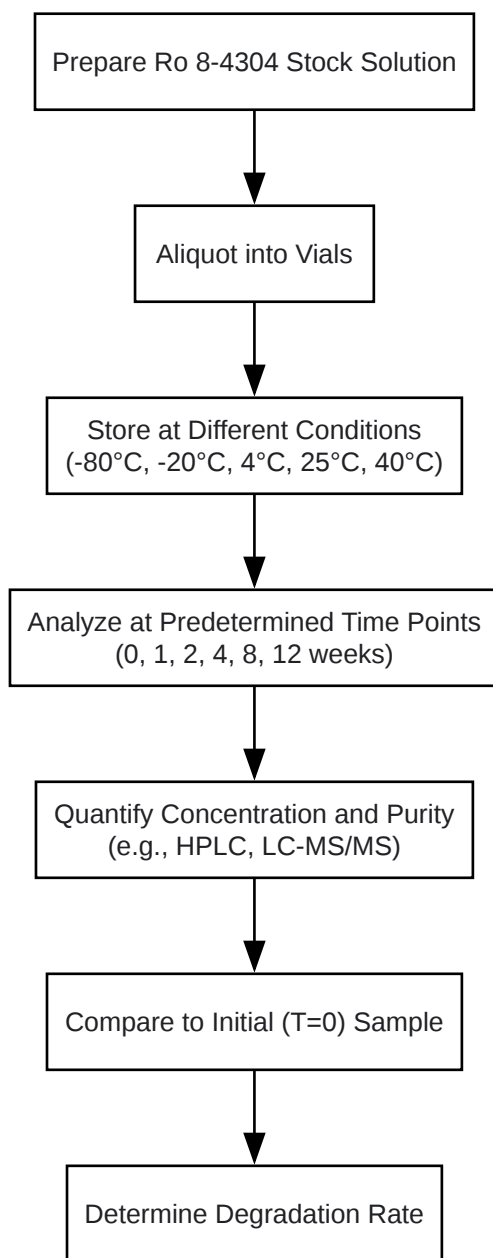 Prepare Ro 8-4304 Stock Solution
Aliquot into Vials
Store at Different Conditions
(-80°C, -20°C, 4°C, 25°C, 40°C)
Analyze at Predetermined Time Points
(0, 1, 2, 4, 8, 12 weeks)
Quantify Concentration and Purity
(e.g., HPLC, LC-MS/MS)
Compare to Initial (T=0) Sample
Determine Degradation Rate